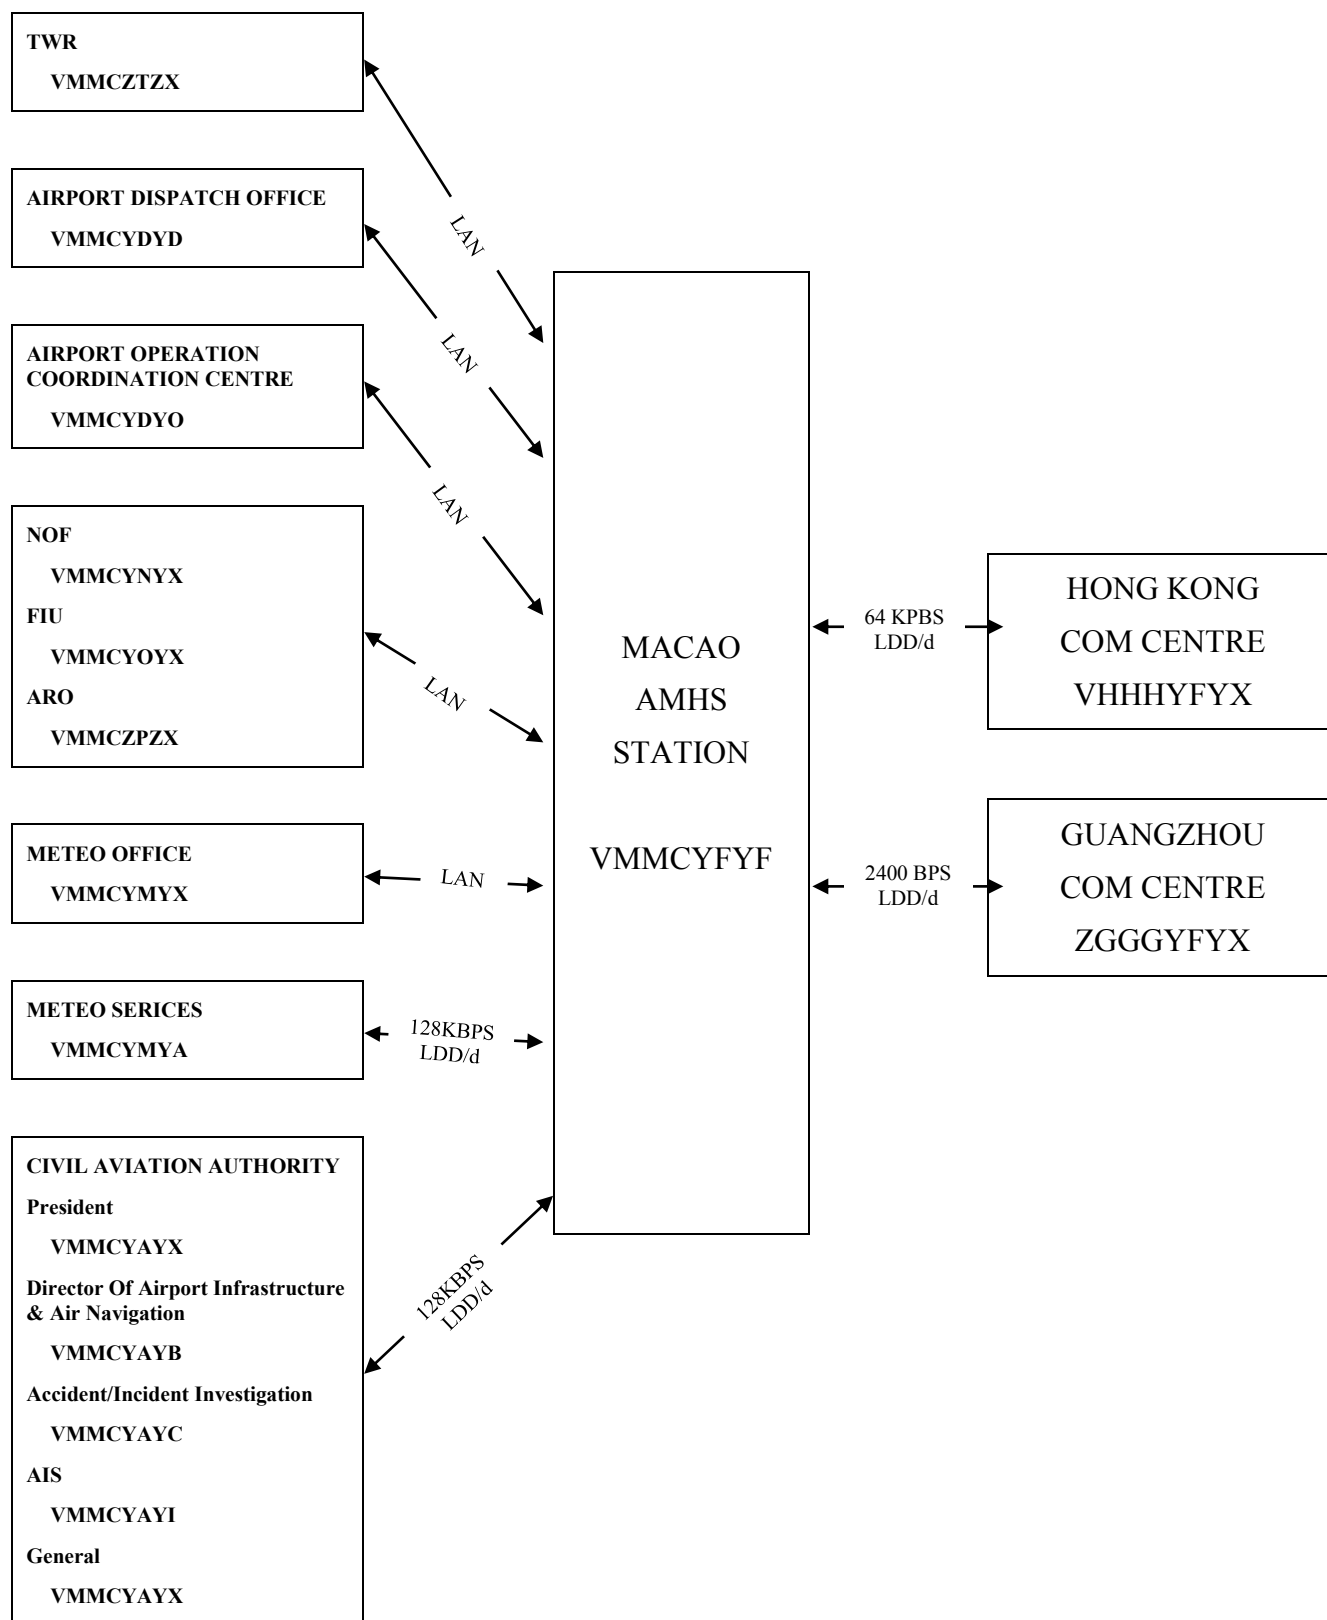 TWR
VMMCZTZX
AIRPORT DISPATCH OFFICE
VMMCYDYD
AIRPORT OPERATION
COORDINATION CENTRE
VMMCYDYO
NOF
VMMCYNYX
FIU
VMMCYOYX
ARO
VMMCZPZX
METEO OFFICE
VMMCYMYX
METEO SERICES
VMMCYMYA
CIVIL AVIATION AUTHORITY
President
VMMCYAYX
Director Of Airport Infrastructure
& Air Navigation
VMMCYAYB
Accident/Incident Investigation
VMMCYAYC
AIS
VMMCYAYI
General
VMMCYAYX
LAN
LAN
LAN
LAN
LAN
128KBPS
LDD/d
128KBPS
LDD/d
MACAO
AMHS
STATION
VMMCYFYF
64 KPBS
LDD/d
2400 BPS
LDD/d
HONG KONG
COM CENTRE
VHHHYFYX
GUANGZHOU
COM CENTRE
ZGGGYFYX